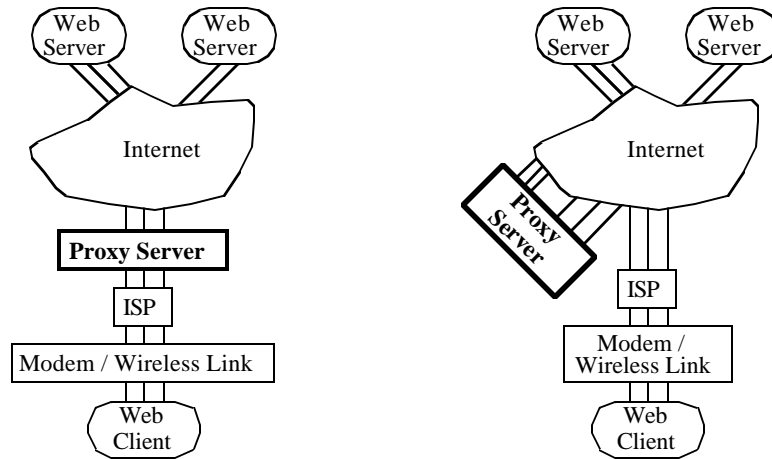 Web
Server
Web
Server
Internet
Proxy Server
ISP
Modem / Wireless Link
Web
Client
Web
Server
Web
Server
Internet
Proxy
Server
ISP
Modem /
Wireless Link
Web
Client